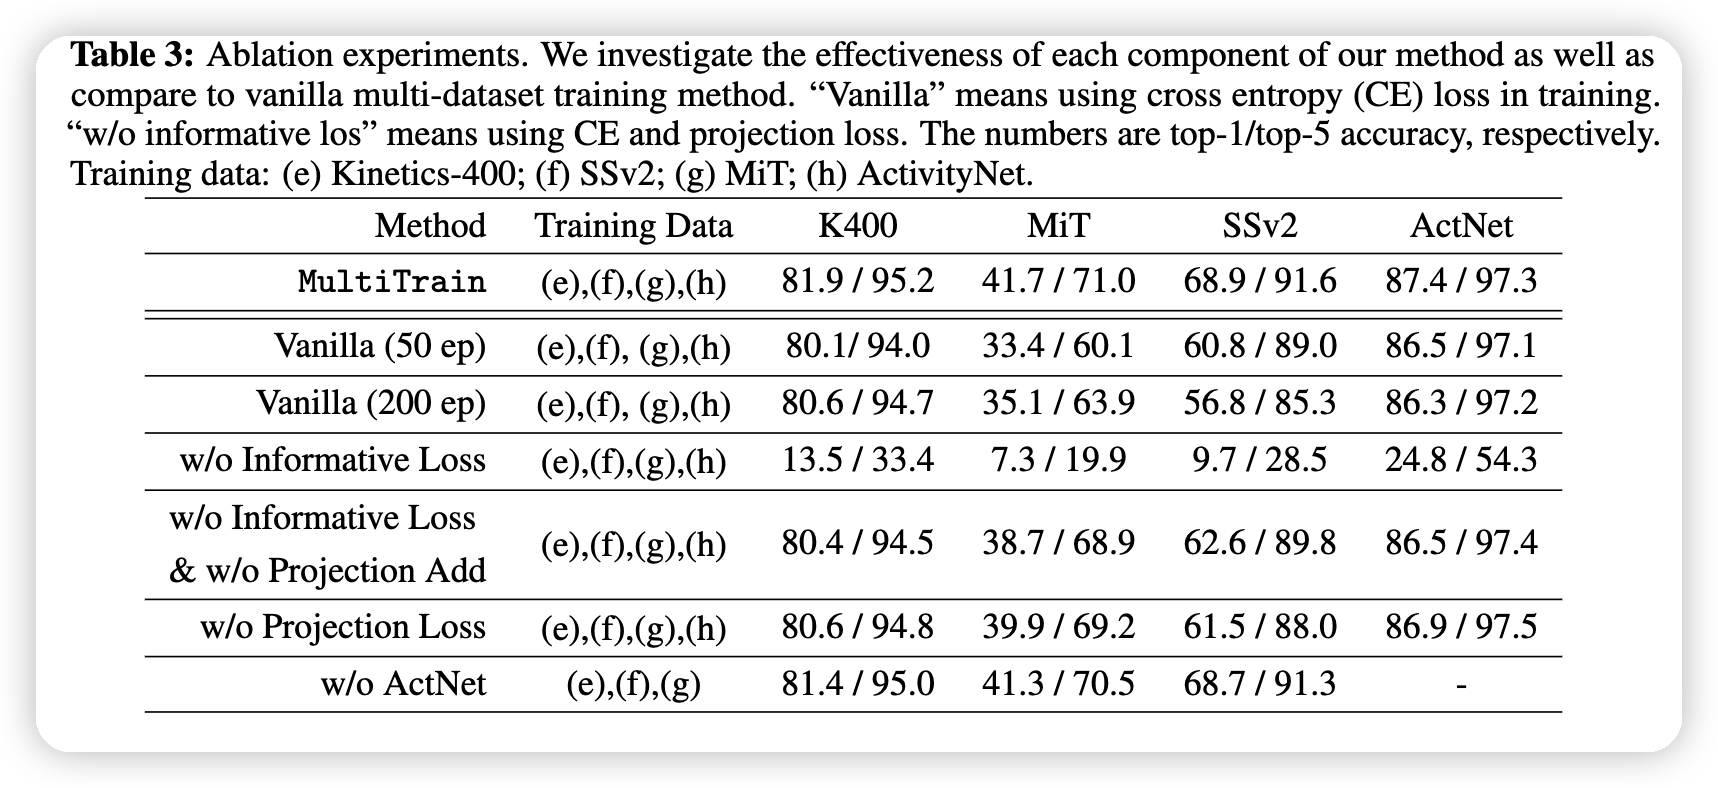 Table 3: Ablation experiments. We investigate the effectiveness of each component of our method as well as
compare to vanilla multi-dataset training method. “Vanilla” means using cross entropy (CE) loss in training.
“w/o informative los” means using CE and projection loss. The numbers are top-1/top-5 accuracy, respectively.
Training data: (e) Kinetics-400; (f) SSv2; (g) MiT; (h) ActivityNet.
Method Training Data K400 MiT SSv2 ActNet
MultiTrain (e),(f),(g),(h) 81.9 / 95.2 41.7 / 71.0 68.9 / 91.6 87.4 / 97.3
Vanilla (50 ep) (e),(f), (g),(h) 80.1/ 94.0 33.4 / 60.1 60.8 / 89.0 86.5 / 97.1
Vanilla (200 ep) (e),(f), (g),(h) 80.6 / 94.7 35.1 / 63.9 56.8 / 85.3 86.3 / 97.2
w/o Informative Loss (e),(f),(g),(h) 13.5 / 33.4 7.3 / 19.9 9.7 / 28.5 24.8 / 54.3
w/o Informative Loss
& w/o Projection Add (e),(f),(g),(h) 80.4 / 94.5 38.7 / 68.9 62.6 / 89.8 86.5 / 97.4
w/o Projection Loss (e),(f),(g),(h) 80.6 / 94.8 39.9 / 69.2 61.5 / 88.0 86.9 / 97.5
w/o ActNet (e),(f),(g) 81.4 / 95.0 41.3 / 70.5 68.7 / 91.3 -